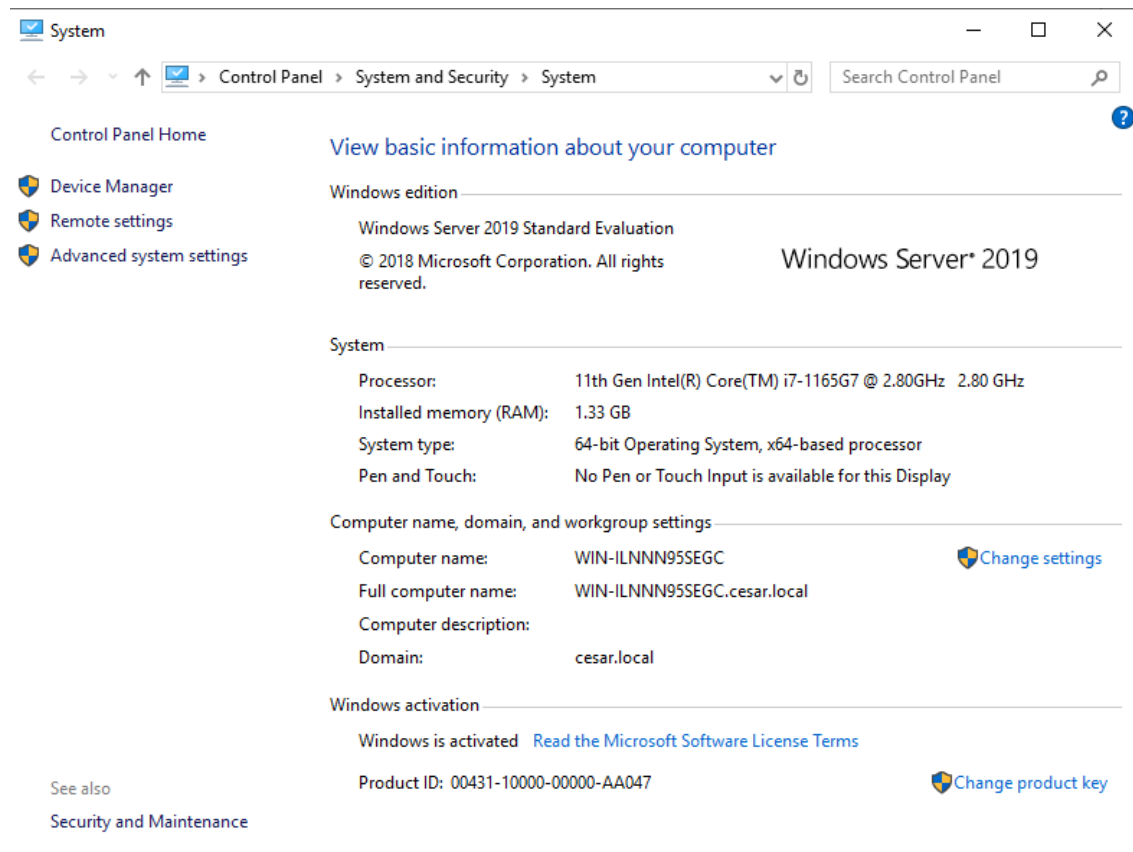 System
Control Panel > System and Security > System
Search Control Panel
Control Panel Home
Device Manager
Remote settings
Advanced system settings
See also
Security and Maintenance
View basic information about your computer
Windows edition
Windows Server 2019 Standard Evaluation
© 2018 Microsoft Corporation. All rights
reserved.
Windows Server® 2019
System
Processor: 11th Gen Intel(R) Core(TM) i7-1165G7 @ 2.80GHz 2.80 GHz
Installed memory (RAM): 1.33 GB
System type: 64-bit Operating System, x64-based processor
Pen and Touch: No Pen or Touch Input is available for this Display
Computer name, domain, and workgroup settings
Computer name: WIN-ILNNN95SEGC
Change settings
Full computer name: WIN-ILNNN95SEGC.cesar.local
Computer description:
Domain: cesar.local
Windows activation
Windows is activated Read the Microsoft Software License Terms
Product ID: 00431-10000-00000-AA047
Change product key